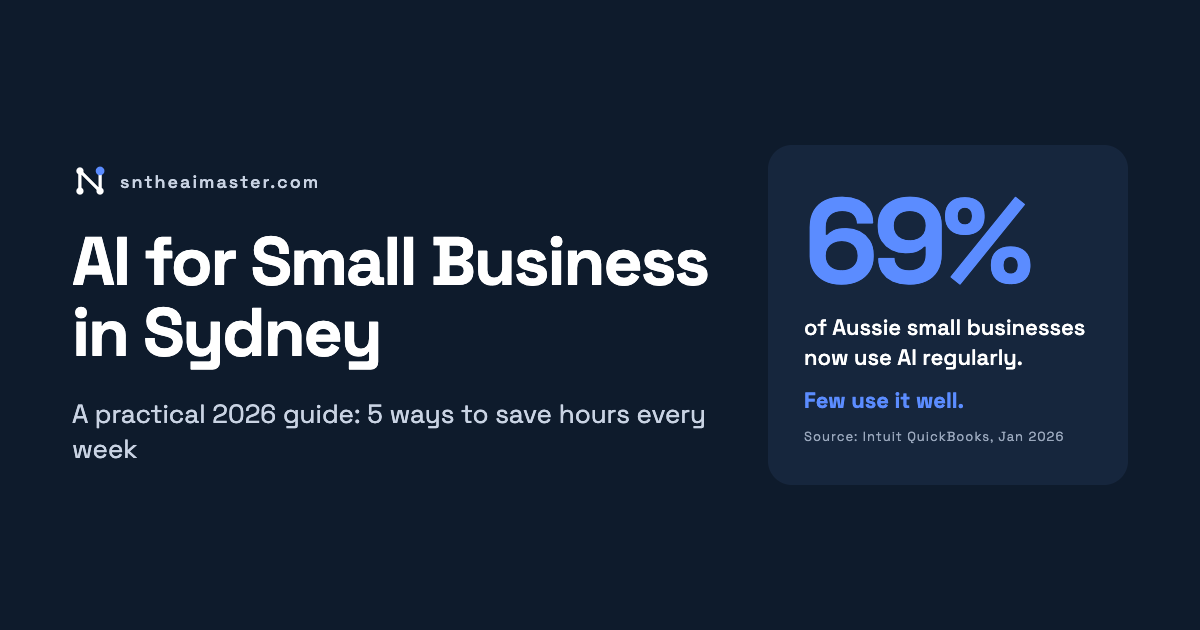 sntheaimaster.com
AI for Small Business
in Sydney
A practical 2026 guide: 5 ways to save hours every
week
69%
of Aussie small businesses
now use AI regularly.
Few use it well.
Source: Intuit QuickBooks, Jan 2026